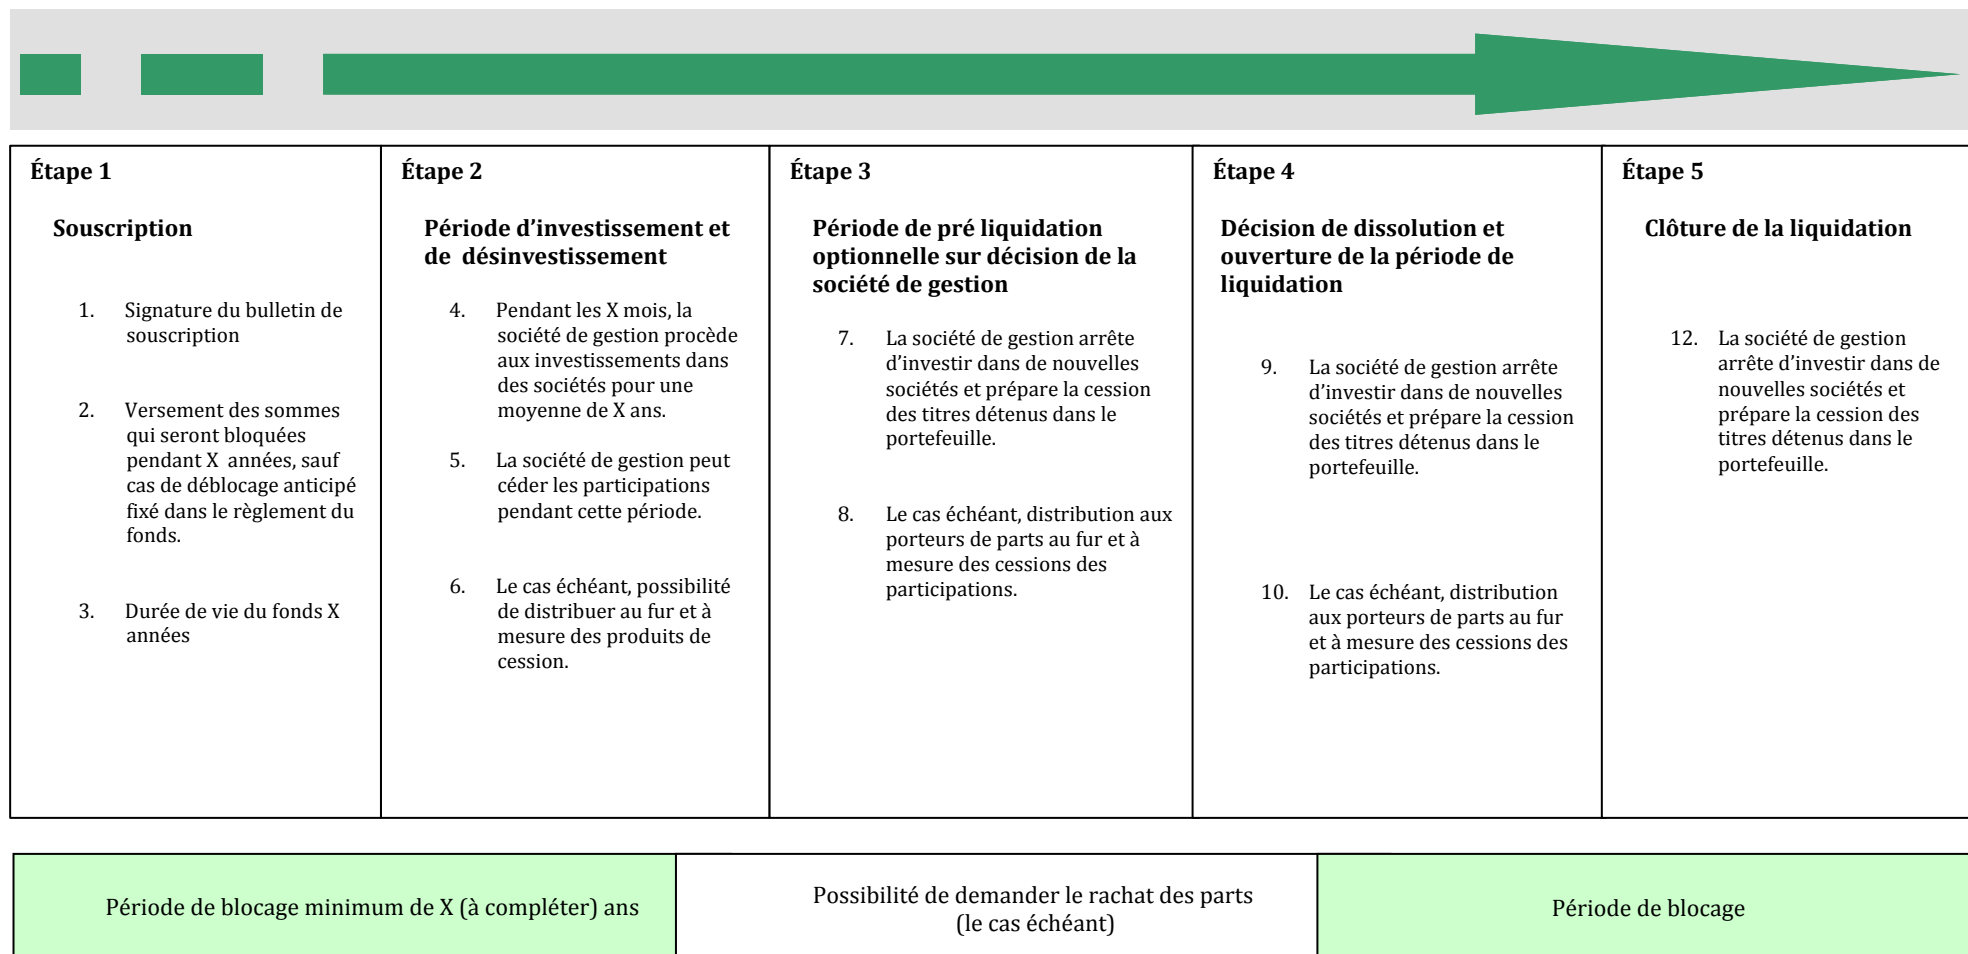 Étape 1
Souscription
1. Signature du bulletin de
souscription
2. Versement des sommes
qui seront bloquées
pendant X années, sauf
cas de déblocage anticipé
fixé dans le règlement du
fonds.
3. Durée de vie du fonds X
années
Étape 2
Période d’investissement et
de désinvestissement
4. Pendant les X mois, la
société de gestion procède
aux investissements dans
des sociétés pour une
moyenne de X ans.
5. La société de gestion peut
céder les participations
pendant cette période.
6. Le cas échéant, possibilité
de distribuer au fur et à
mesure des produits de
cession.
Étape 3
Période de pré liquidation
optionnelle sur décision de la
société de gestion
7. La société de gestion arrête
d’investir dans de nouvelles
sociétés et prépare la cession
des titres détenus dans le
portefeuille.
8. Le cas échéant, distribution aux
porteurs de parts au fur et à
mesure des cessions des
participations.
Étape 4
Décision de dissolution et
ouverture de la période de
liquidation
9. La société de gestion arrête
d’investir dans de nouvelles
sociétés et prépare la cession
des titres détenus dans le
portefeuille.
10. Le cas échéant, distribution
aux porteurs de parts au fur
et à mesure des cessions des
participations.
Étape 5
Clôture de la liquidation
12. La société de gestion
arrête d’investir dans de
nouvelles sociétés et
prépare la cession des
titres détenus dans le
portefeuille.
Période de blocage minimum de X (à compléter) ans
Possibilité de demander le rachat des parts
(le cas échéant)
Période de blocage